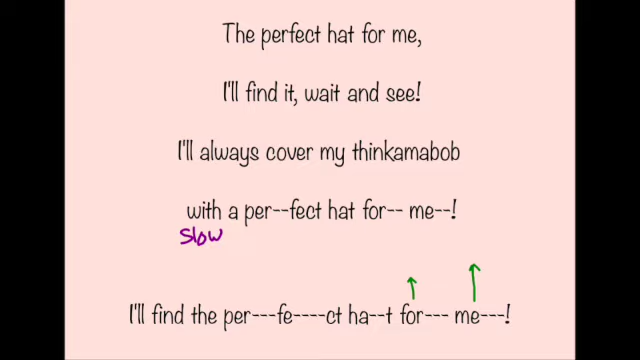 The perfect hat for me,
I'll find it, wait and see!
I'll always cover my thinkamabob
with a per--fect hat for-- me--!
slow
I'll find the per---fe----ct ha--t for--- me---!